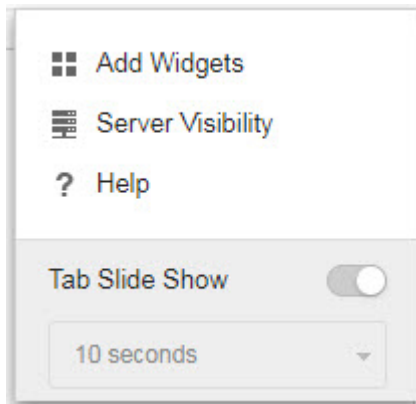 Add Widgets
Server Visibility
? Help
Tab Slide Show
10 seconds